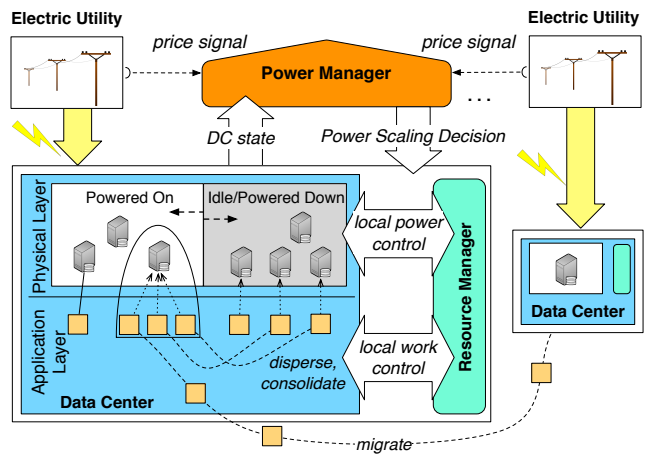 Electric Utility
Electric Utility
price signal
price signal
Power Manager
...
DC state
Power Scaling Decision
Physical Layer
Powered On
Idle/Powered Down
local power
control
Resource Manager
Data Center
Application
Layer
disperse,
consolidate
local work
control
Data Center
migrate